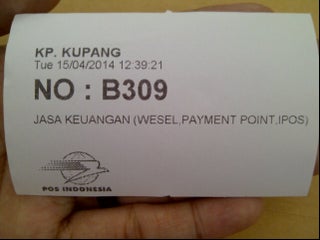 KP. KUPANG
Tue 15/04/2014 12:39:21
NO : B309
JASA KEUANGAN (WESEL,PAYMENT POINT,IPOS)
POS INDONESIA